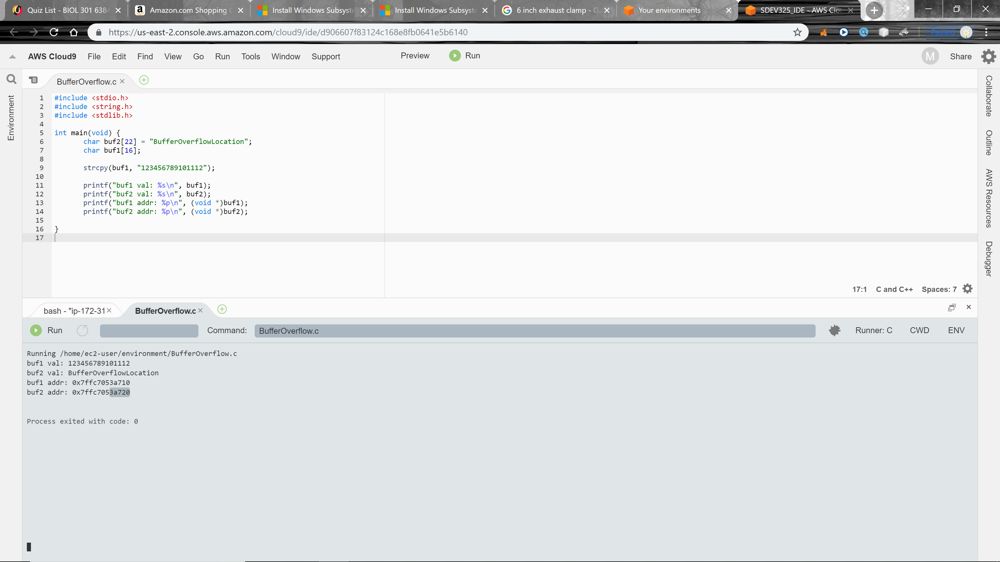 Quiz List - BIOL 301 6384
Amazon.com Shopping
Install Windows Subsyste
Install Windows Subsyste
6 inch exhaust clamp - G
Your environments
SDEV325_IDE - AWS Clo
https://us-east-2.console.aws.amazon.com/cloud9/ide/d906607f83124c168e8fb0641e5b6140
Paused
AWS Cloud9 File Edit Find View Go Run Tools Window Support Preview Run M Share
BufferOverflow.c
Environment
1 #include <stdio.h>
2 #include <string.h>
3 #include <stdlib.h>
4
5 int main(void) {
6 char buf2[22] = "BufferOverflowLocation";
7 char buf1[16];
8
9 strcpy(buf1, "123456789101112");
10
11 printf("buf1 val: %s\n", buf1);
12 printf("buf2 val: %s\n", buf2);
13 printf("buf1 addr: %p\n", (void *)buf1);
14 printf("buf2 addr: %p\n", (void *)buf2);
15
16 }
17
Collaborate
Outline
AWS Resources
Debugger
17:1 C and C++ Spaces: 7
bash - "ip-172-31
BufferOverflow.c
Run Command: BufferOverflow.c Runner: C CWD ENV
Running /home/ec2-user/environment/BufferOverflow.c
buf1 val: 123456789101112
buf2 val: BufferOverflowLocation
buf1 addr: 0x7ffc7053a710
buf2 addr: 0x7ffc7053a720
Process exited with code: 0